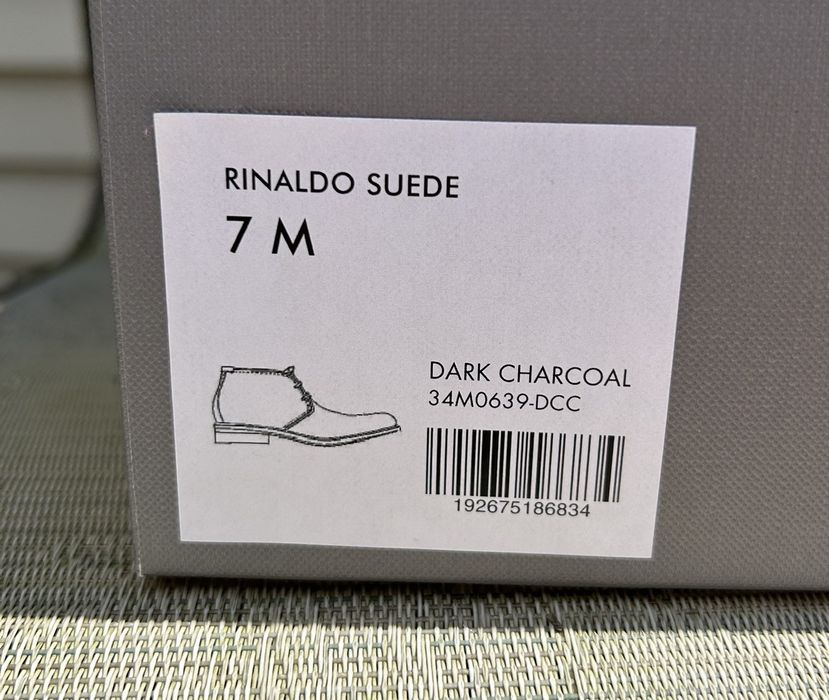 RINALDO SUEDE
7 M
DARK CHARCOAL
34M0639-DCC
192675186834